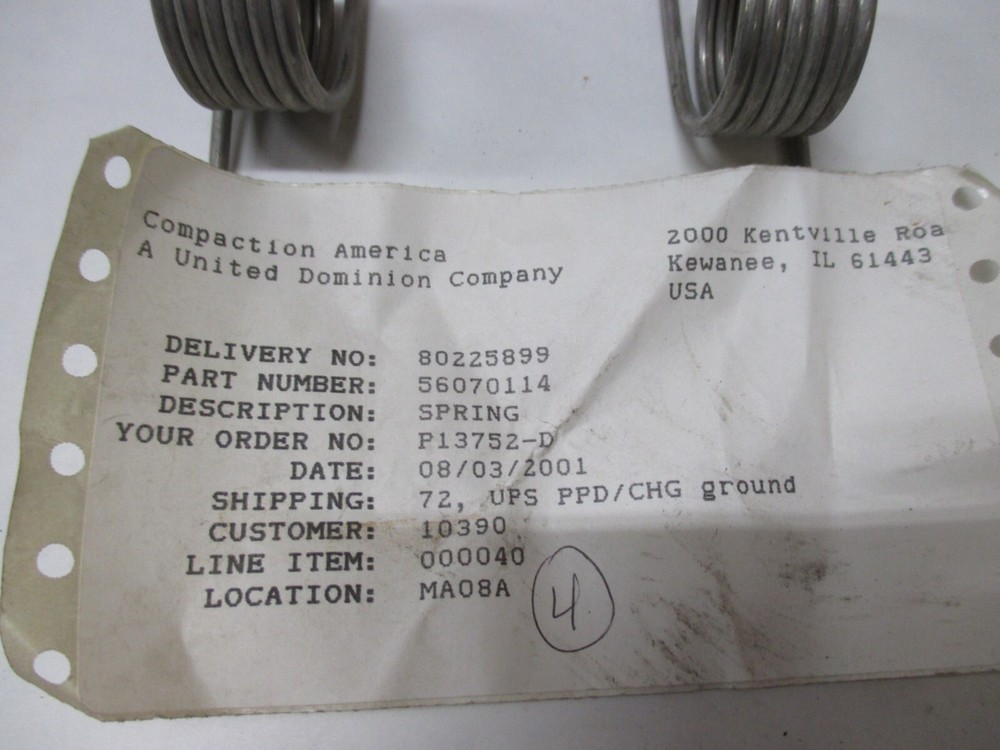 Compaction America
A United Dominion Company
2000 Kentville Roa
Kewanee, IL 61443
USA
DELIVERY NO: 80225899
PART NUMBER: 56070114
DESCRIPTION: SPRING
YOUR ORDER NO: P13752-D
DATE: 08/03/2001
SHIPPING: 72, UPS PPD/CHG ground
CUSTOMER: 10390
LINE ITEM: 000040
LOCATION: MA08A
4